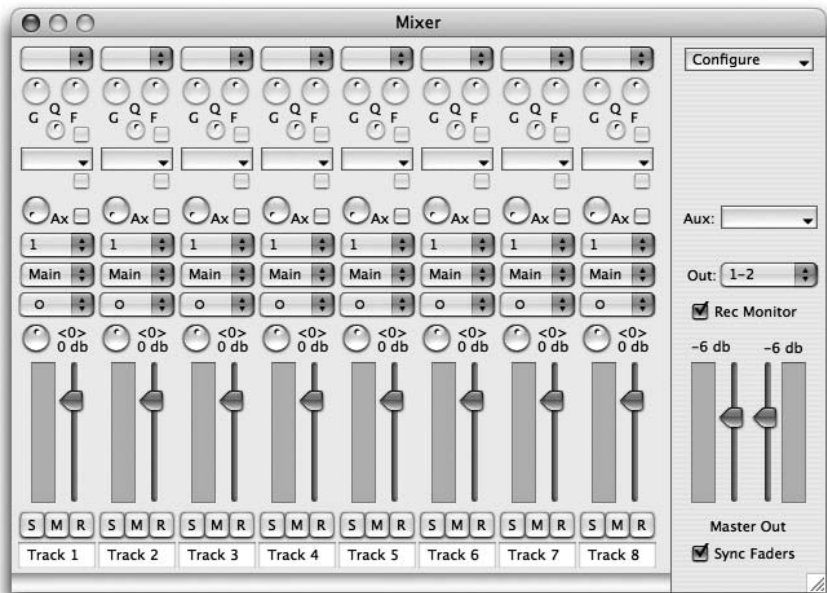 Mixer
Configure
G Q F G Q F G Q F G Q F G Q F G Q F G Q F G Q F
Ax Ax Ax Ax Ax Ax Ax Ax
Aux:
1 1 1 1 1 1 1 1
Main Main Main Main Main Main Main Main
Out: 1-2
Rec Monitor
<0> <0> <0> <0> <0> <0> <0> <0>
0 db 0 db 0 db 0 db 0 db 0 db 0 db 0 db
-6 db -6 db
S M R S M R S M R S M R S M R S M R S M R S M R
Master Out
Track 1 Track 2 Track 3 Track 4 Track 5 Track 6 Track 7 Track 8
Sync Faders